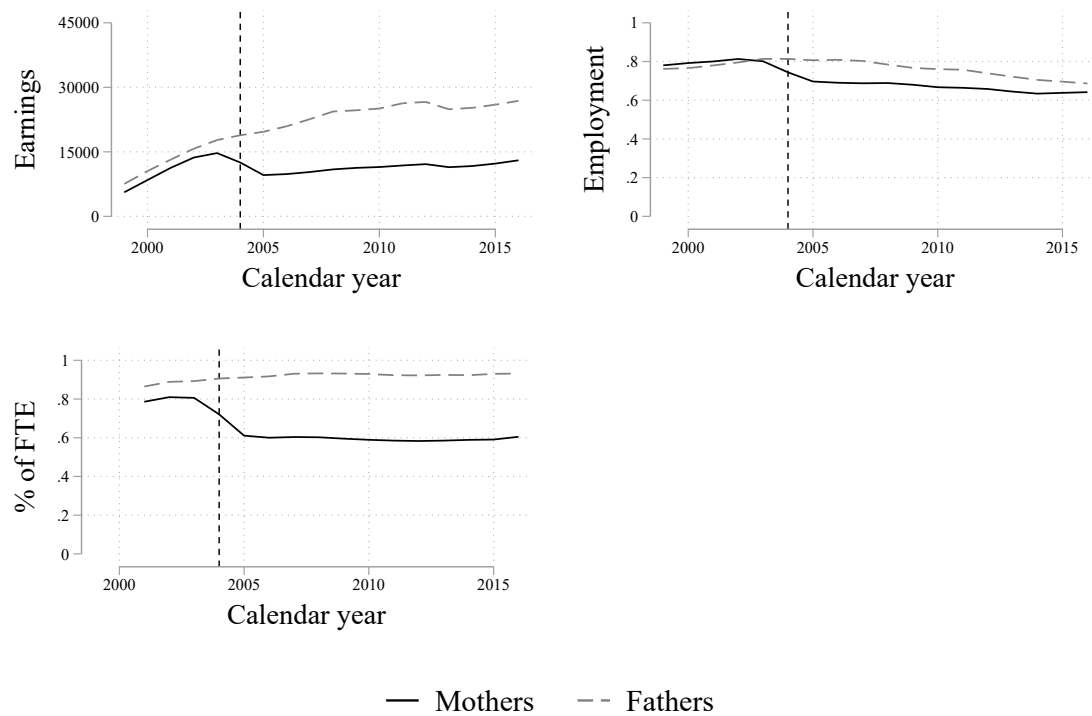 Earnings
45000
30000
15000
0
2000 2005 2010 2015
Calendar year
Employment
1
.8
.6
.4
.2
0
2000 2005 2010 2015
Calendar year
% of FTE
1
.8
.6
.4
.2
0
2000 2005 2010 2015
Calendar year
Mothers Fathers